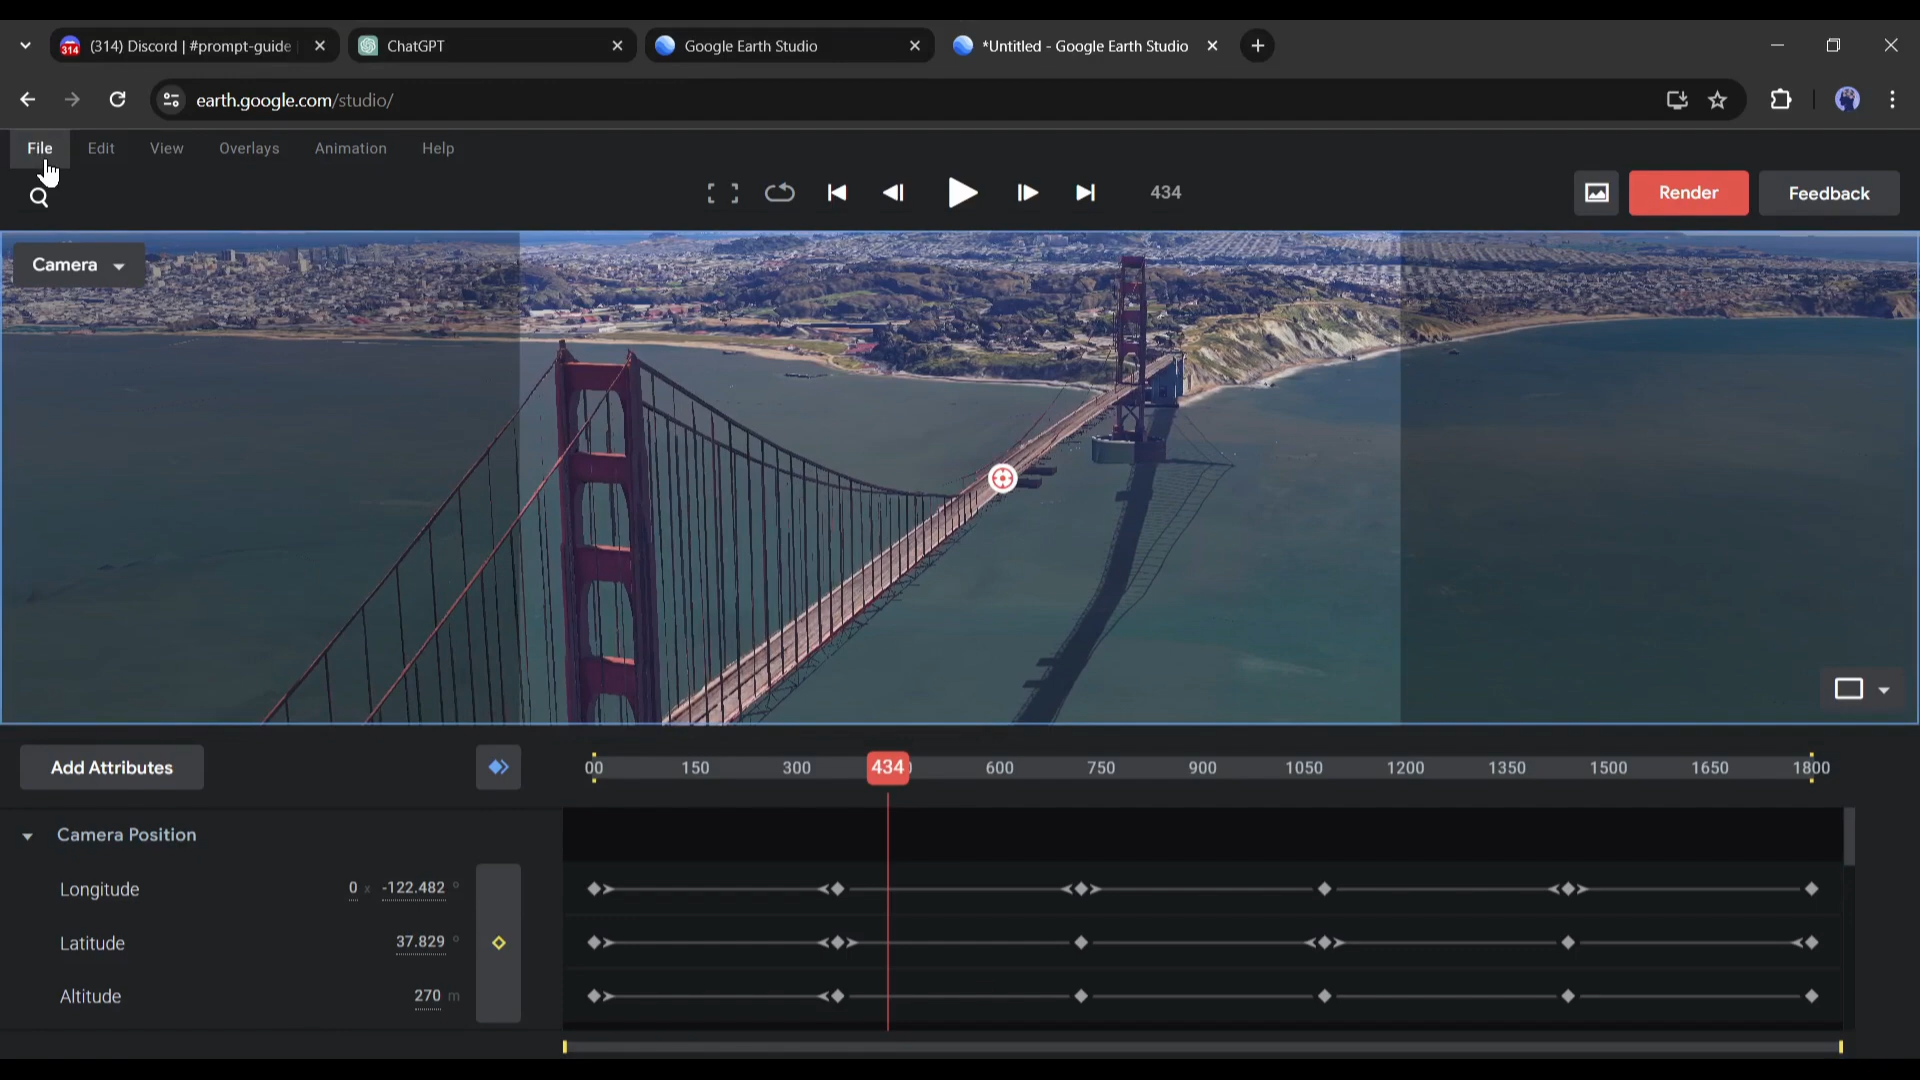 314
(314) Discord | #prompt-guide
ChatGPT
Google Earth Studio
*Untitled - Google Earth Studio
earth.google.com/studio/
File
Edit
View
Overlays
Animation
Help
434
Render
Feedback
Camera
Add Attributes
00
150
300
434
600
750
900
1050
1200
1350
1500
1650
1800
Camera Position
Longitude
0 x -122.482 °
Latitude
37.829 °
Altitude
270 m